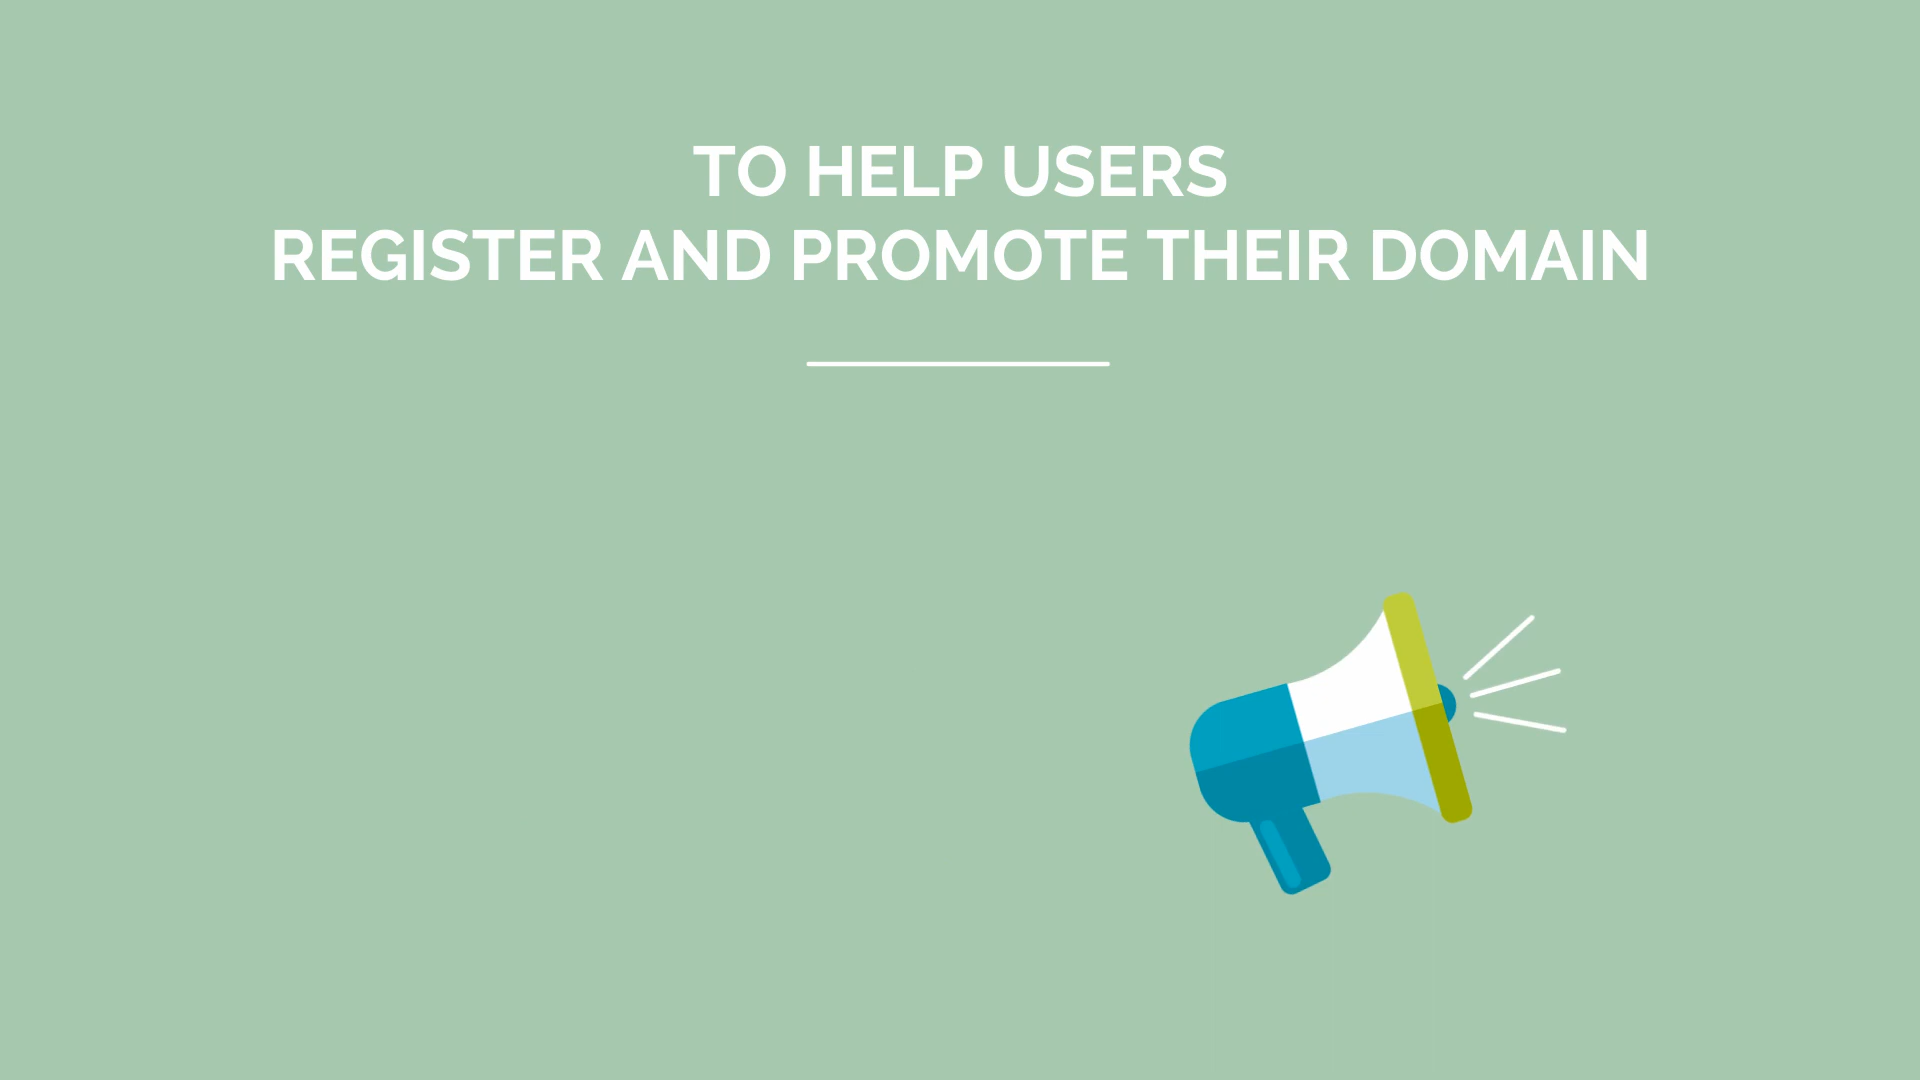 TO HELP USERS
REGISTER AND PROMOTE THEIR DOMAIN